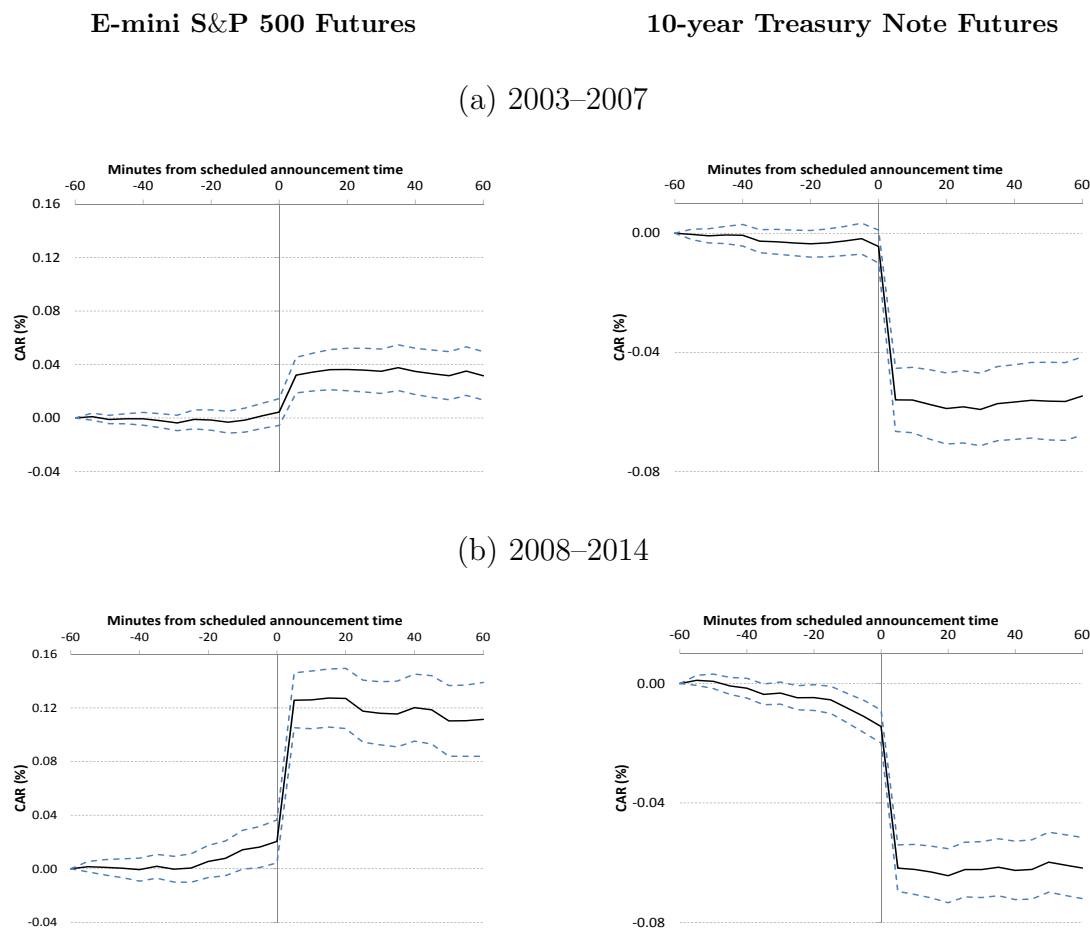 E-mini S&P 500 Futures
10-year Treasury Note Futures
(a) 2003–2007
Minutes from scheduled announcement time
-60 -40 -20 0 20 40 60
0.16
0.12
0.08
0.04
0.00
-0.04
CAR (%)
Minutes from scheduled announcement time
-60 -40 -20 0 20 40 60
0.00
-0.04
-0.08
CAR (%)
(b) 2008–2014
Minutes from scheduled announcement time
-60 -40 -20 0 20 40 60
0.16
0.12
0.08
0.04
0.00
-0.04
CAR (%)
Minutes from scheduled announcement time
-60 -40 -20 0 20 40 60
0.00
-0.04
-0.08
CAR (%)